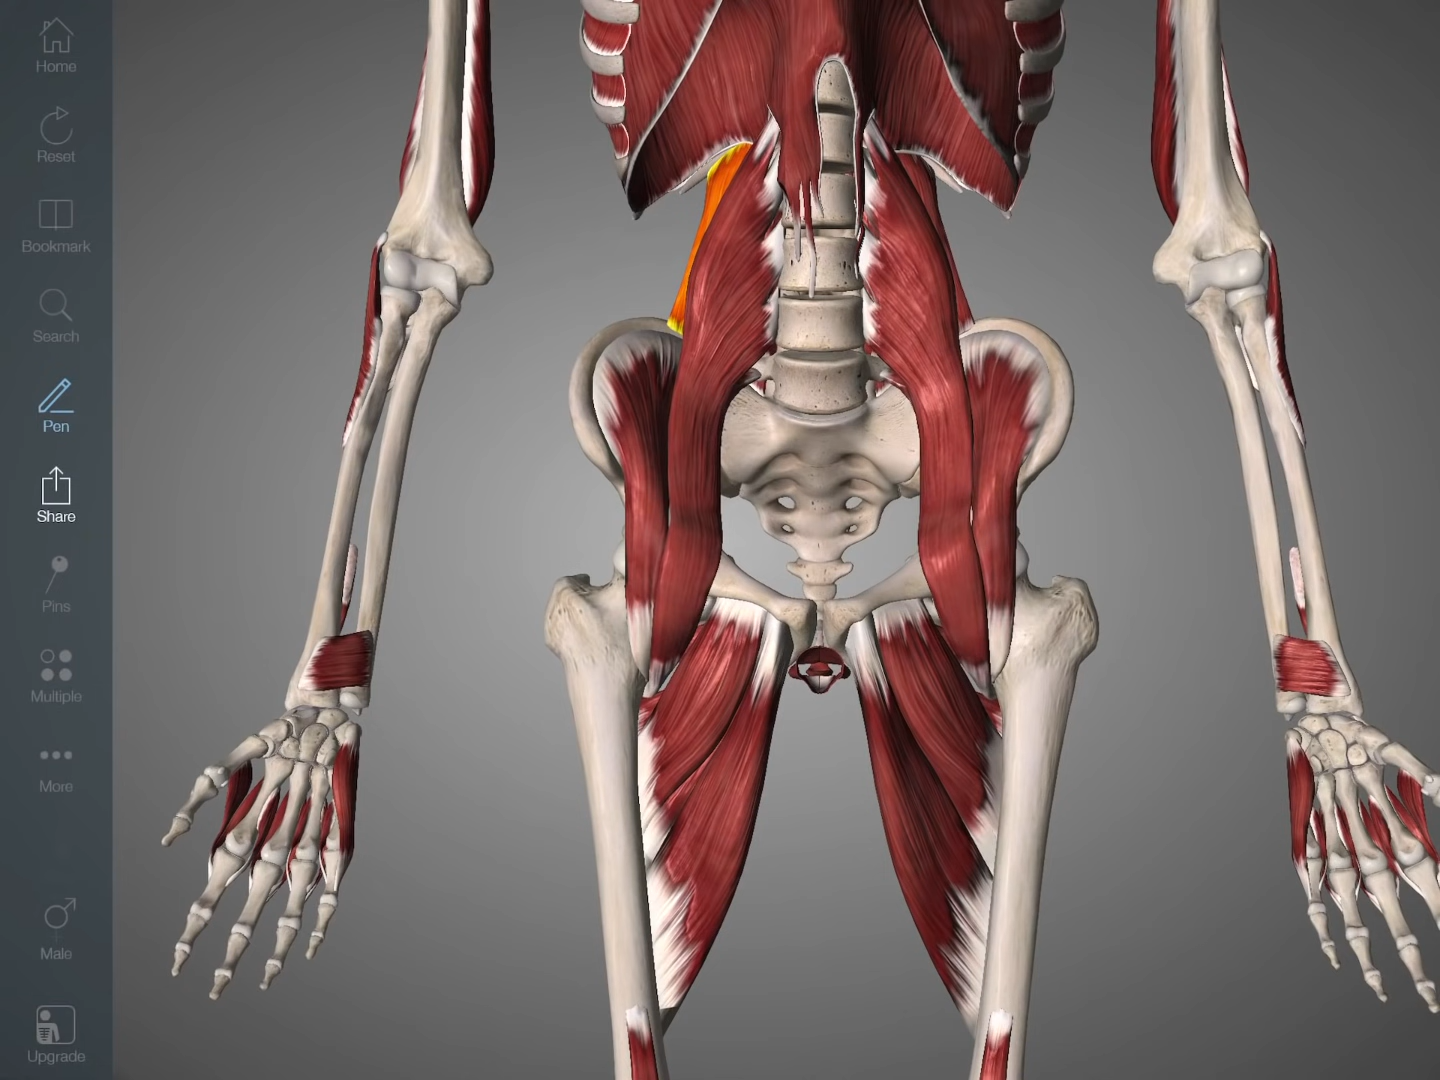 Home
Reset
Bookmark
Search
Pen
Share
Pins
Multiple
More
Male
Upgrade